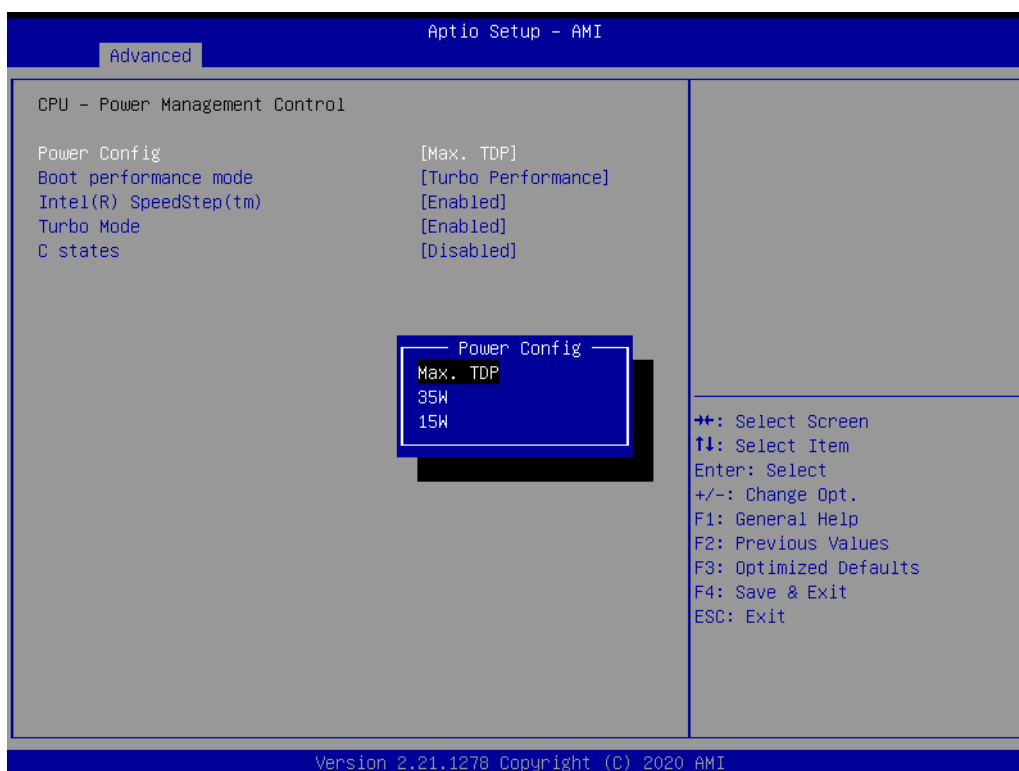 Aptio Setup – AMI
Advanced
CPU – Power Management Control
Power Config [Max. TDP]
Boot performance mode [Turbo Performance]
Intel(R) SpeedStep(tm) [Enabled]
Turbo Mode [Enabled]
C states [Disabled]
Power Config
Max. TDP
35W
15W
→←: Select Screen
↑↓: Select Item
Enter: Select
+/-: Change Opt.
F1: General Help
F2: Previous Values
F3: Optimized Defaults
F4: Save & Exit
ESC: Exit
Version 2.21.1278 Copyright (C) 2020 AMI